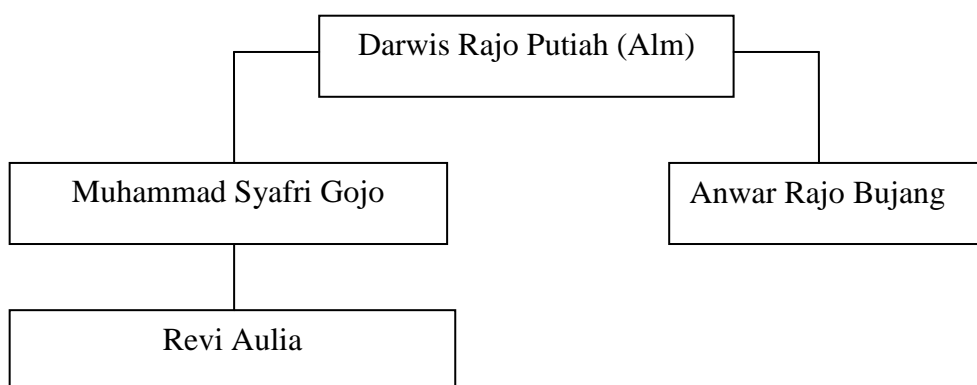 Darwis Rajo Putiah (Alm)
Muhammad Syafri Gojo
Anwar Rajo Bujang
Revi Aulia